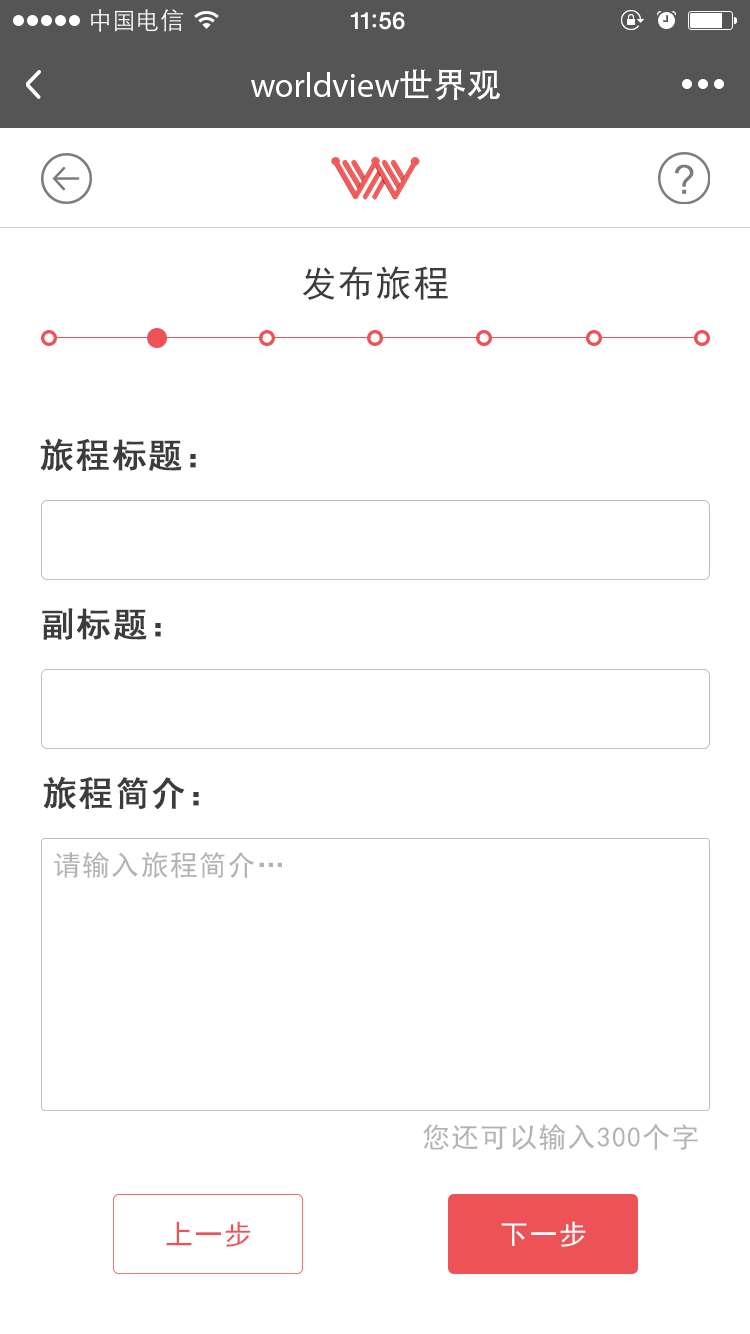 中国电信 11:56
worldview世界观
?
发布旅程
旅程标题：
副标题：
旅程简介：
请输入旅程简介…
您还可以输入300个字
上一步 下一步